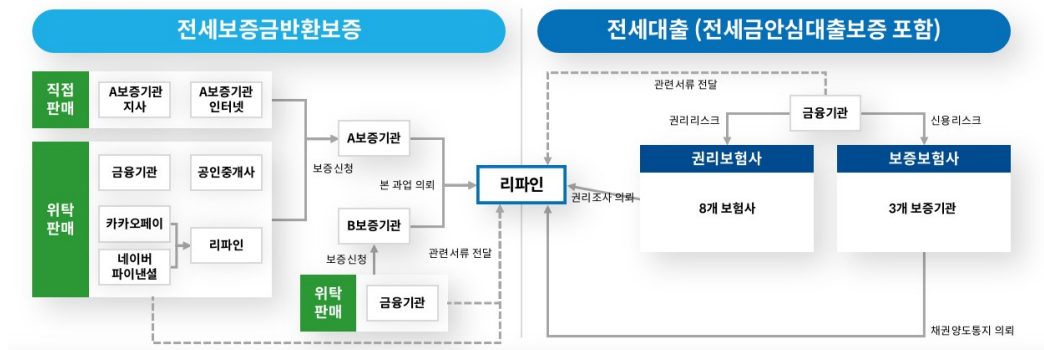 전세보증금반환보증
전세대출 (전세금안심대출보증 포함)
직접
판매
A보증기관
지사
A보증기관
인터넷
위탁
판매
금융기관
공인중개사
카카오페이
네이버
파이낸셜
리파인
보증신청
A보증기관
본 과업 의뢰
B보증기관
보증신청
관련서류 전달
위탁
판매
금융기관
리파인
관련서류 전달
금융기관
권리리스크
신용리스크
권리보험사
8개 보험사
보증보험사
3개 보증기관
권리조사 의뢰
채권양도통지 의뢰